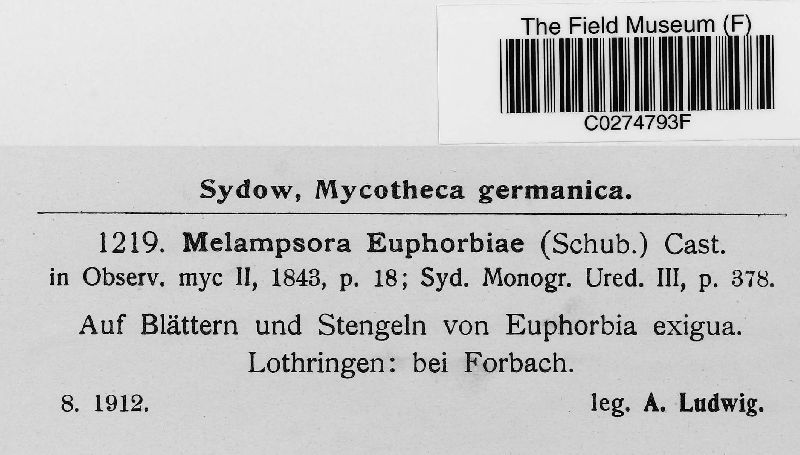 The Field Museum (F)
C0274793F
Sydow, Mycotheca germanica.
1219. Melampsora Euphorbiae (Schub.) Cast.
in Observ. myc II, 1843, p. 18; Syd. Monogr. Ured. III, p. 378.
Auf Blättern und Stengeln von Euphorbia exigua.
Lothringen: bei Forbach.
8. 1912. leg. A. Ludwig.